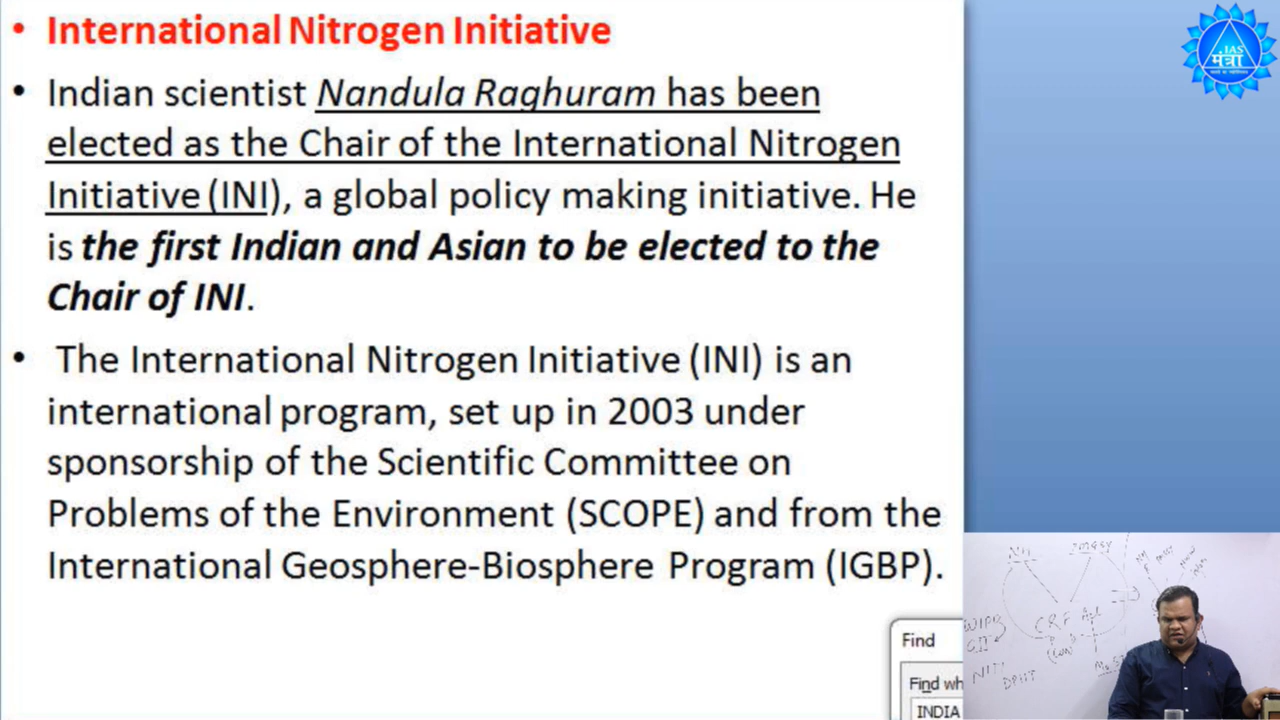 • International Nitrogen Initiative
• Indian scientist Nandula Raghuram has been
elected as the Chair of the International Nitrogen
Initiative (INI), a global policy making initiative. He
is the first Indian and Asian to be elected to the
Chair of INI.
• The International Nitrogen Initiative (INI) is an
international program, set up in 2003 under
sponsorship of the Scientific Committee on
Problems of the Environment (SCOPE) and from the
International Geosphere-Biosphere Program (IGBP).
IAS
मंत्रा
Find
Find wh
INDIA
CRF
NITI
DPIIT